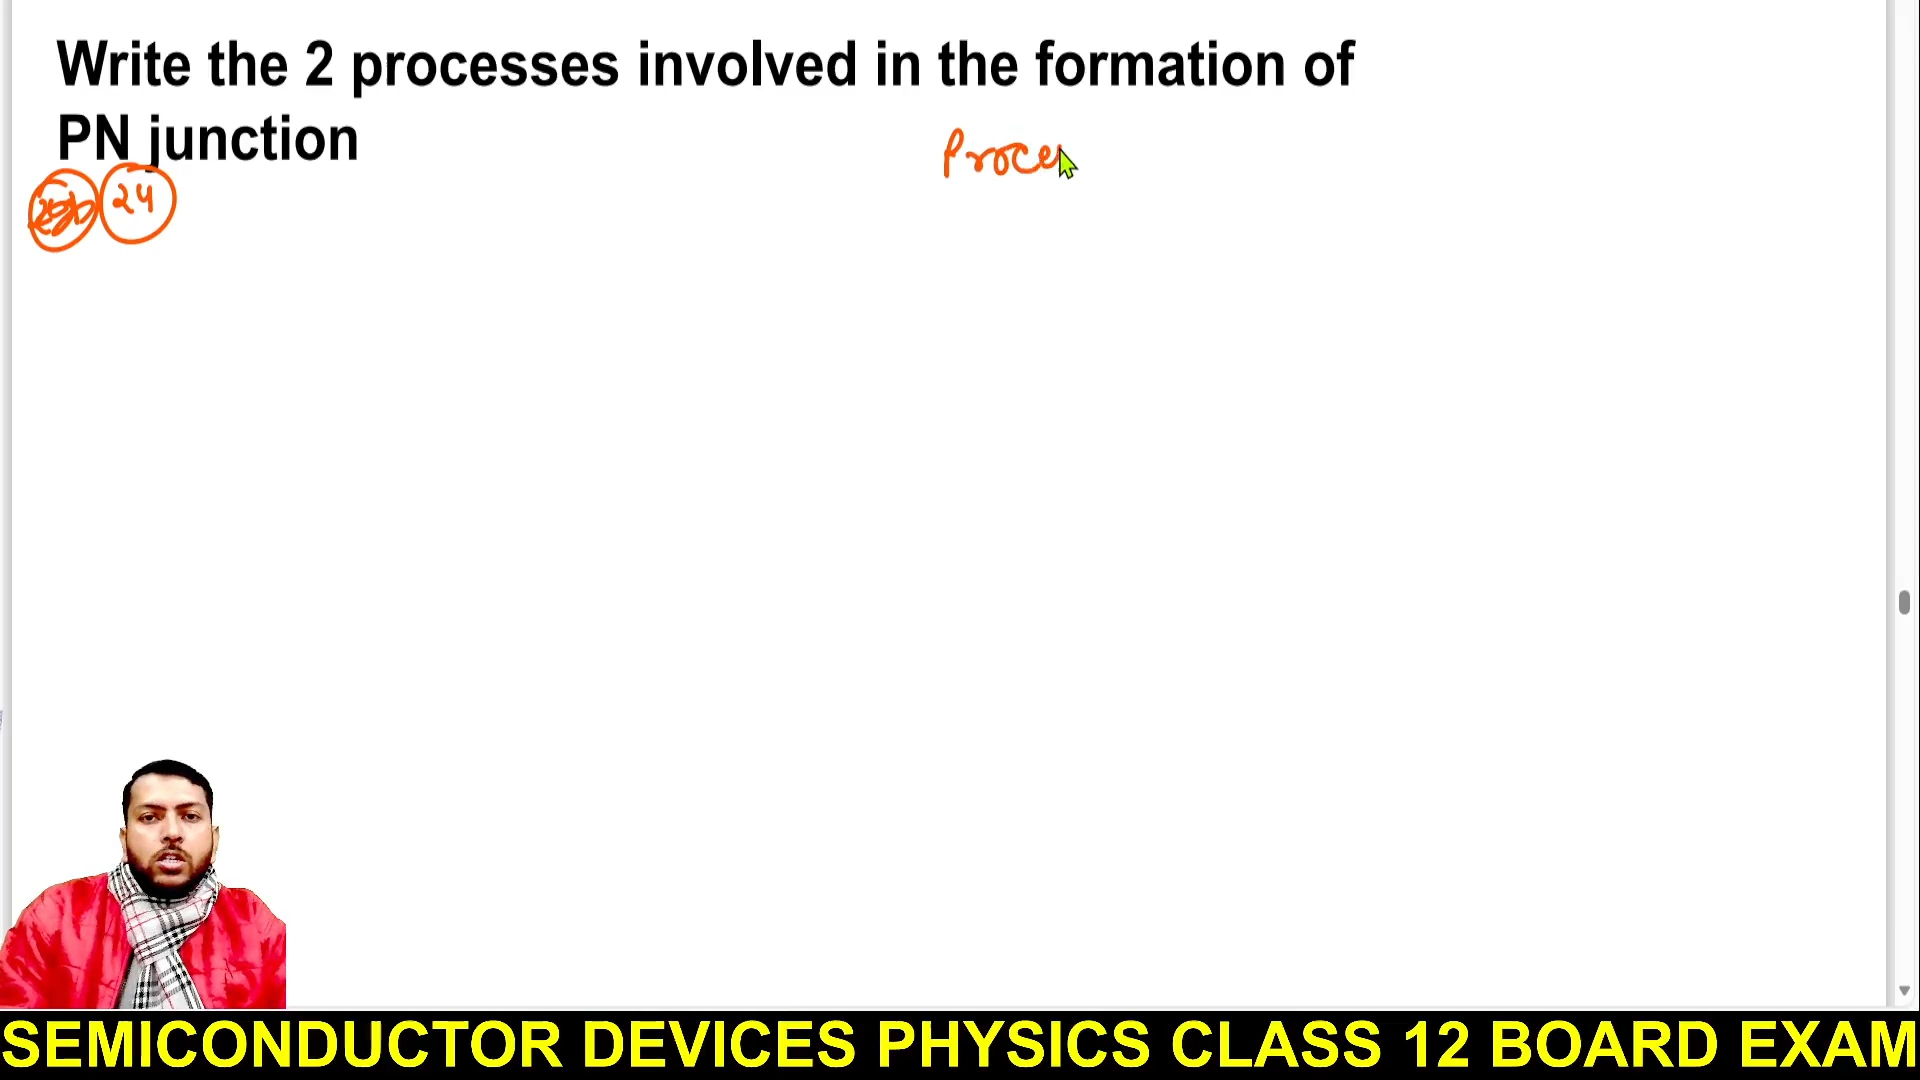 Write the 2 processes involved in the formation of
PN junction
Proce
24
SEMICONDUCTOR DEVICES PHYSICS CLASS 12 BOARD EXAM